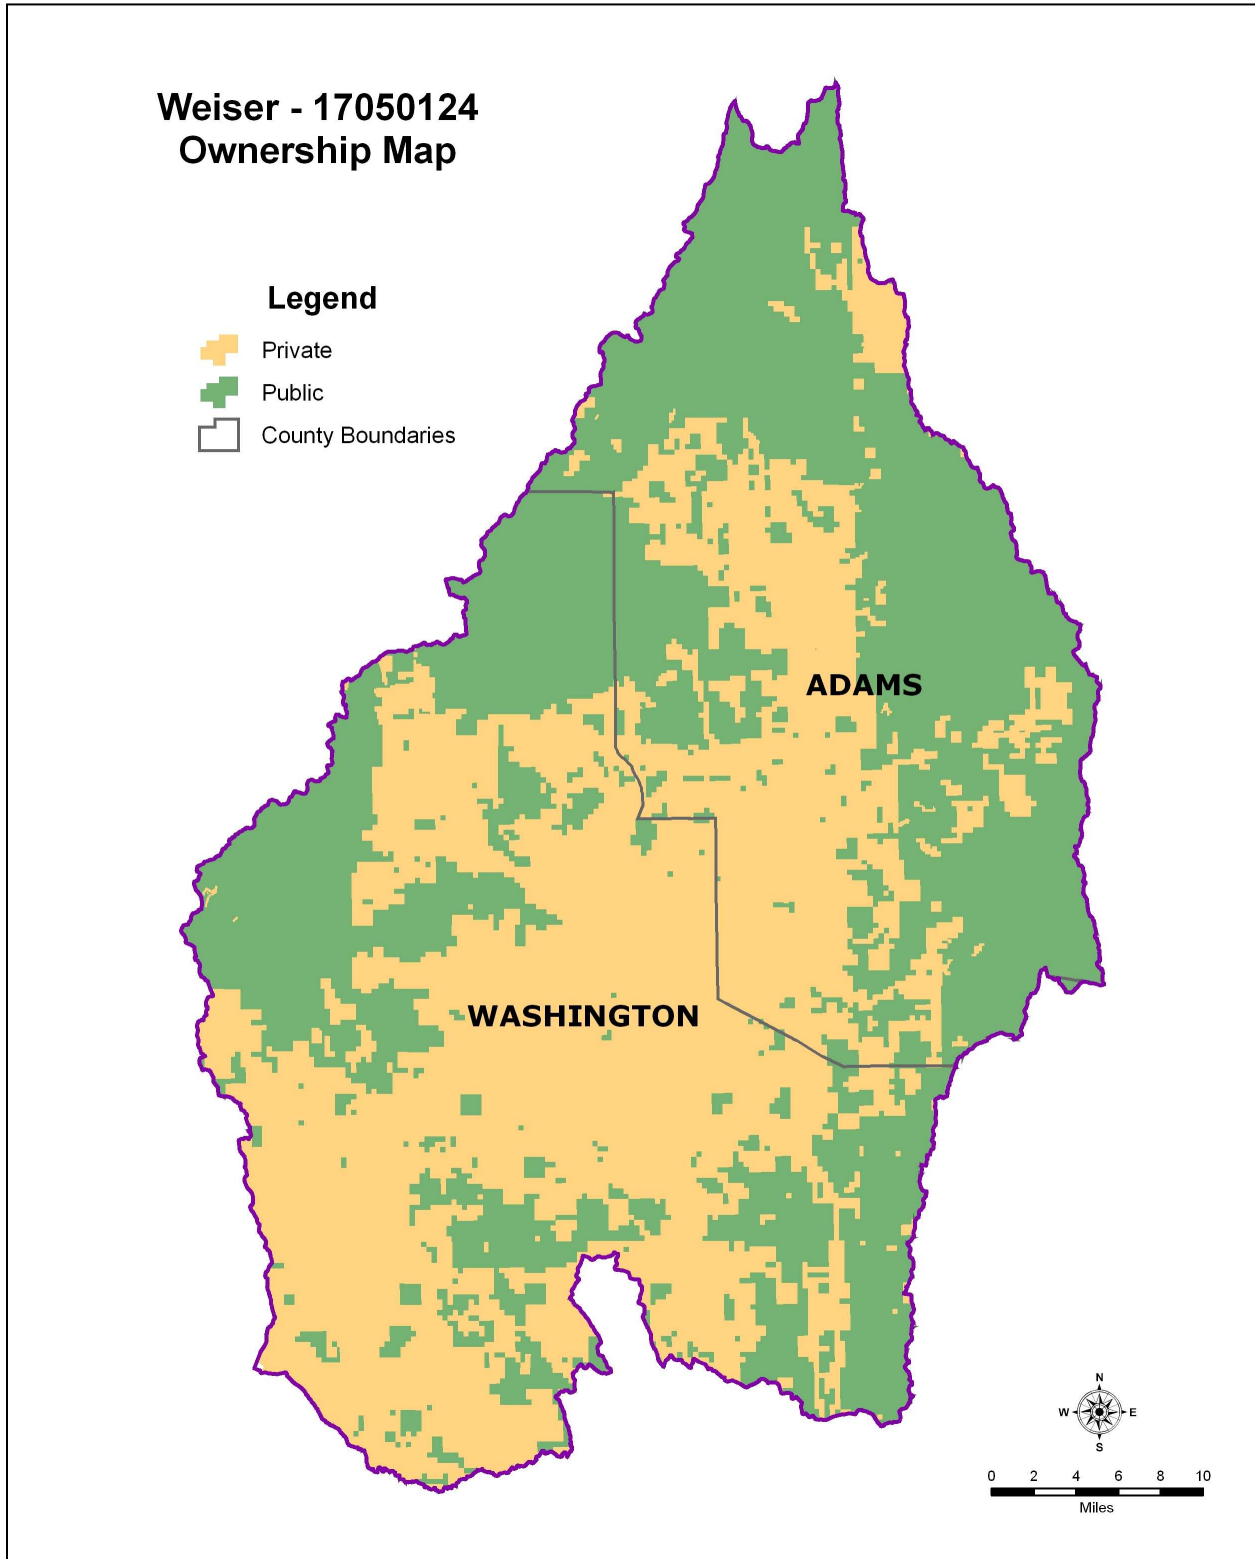 Weiser - 17050124
Ownership Map
Legend
Private
Public
County Boundaries
ADAMS
WASHINGTON
N
W E
S
0 2 4 6 8 10
Miles